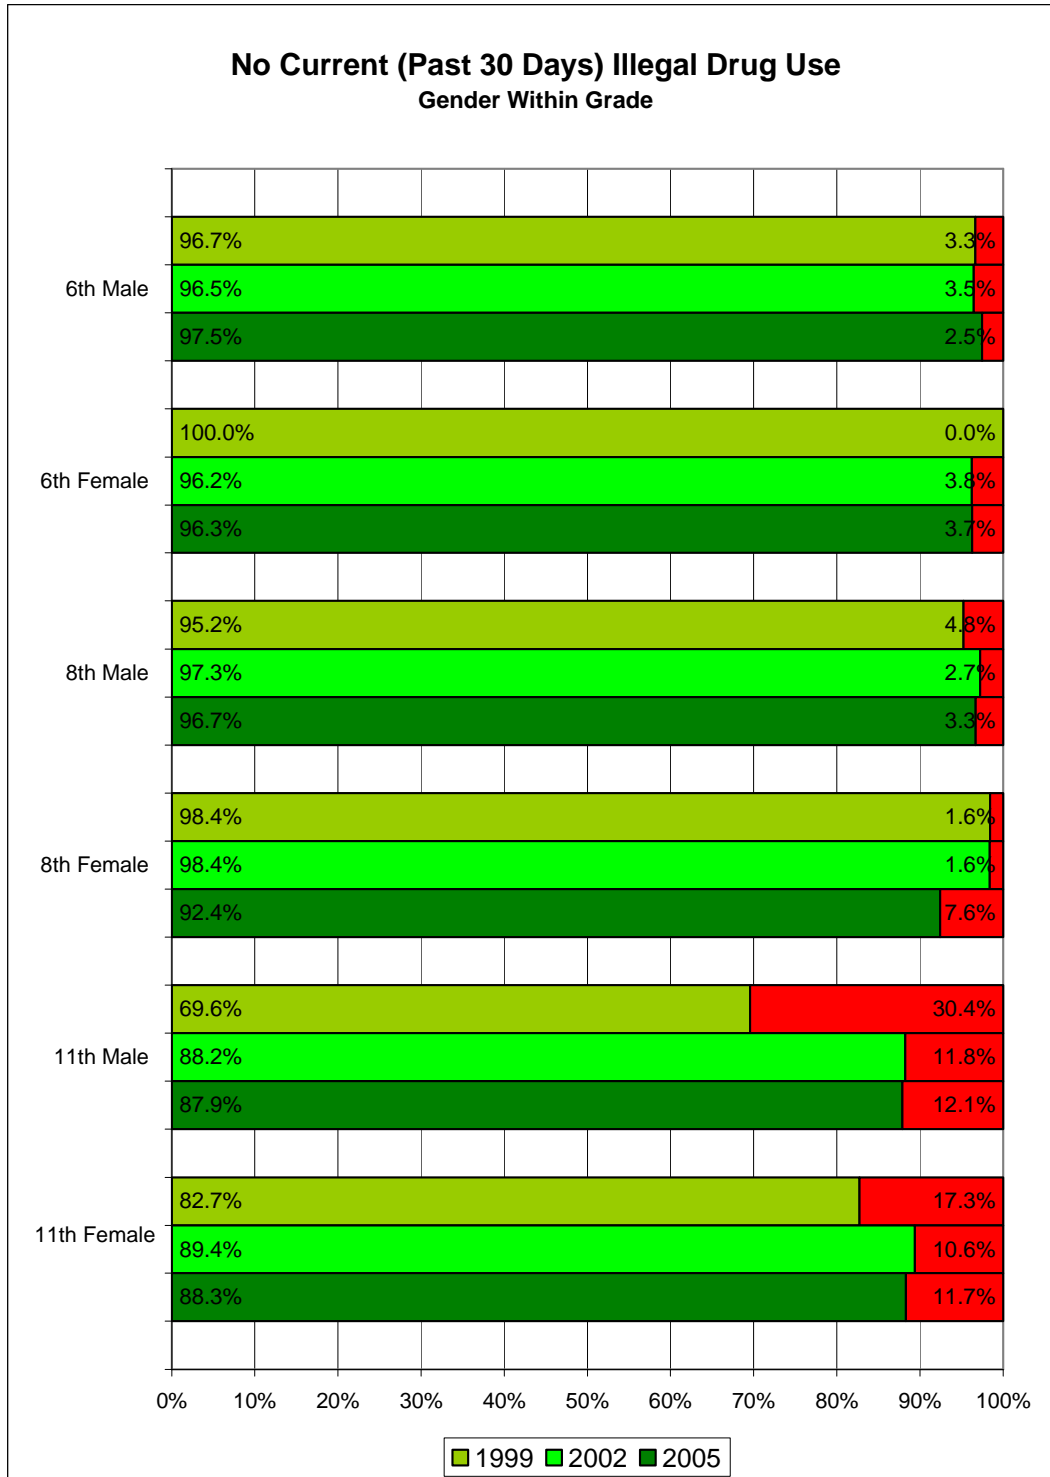 No Current (Past 30 Days) Illegal Drug Use
Gender Within Grade
96.7% 3.3%
6th Male 96.5% 3.5%
97.5% 2.5%
100.0% 0.0%
6th Female 96.2% 3.8%
96.3% 3.7%
95.2% 4.8%
8th Male 97.3% 2.7%
96.7% 3.3%
98.4% 1.6%
8th Female 98.4% 1.6%
92.4% 7.6%
69.6% 30.4%
11th Male 88.2% 11.8%
87.9% 12.1%
82.7% 17.3%
11th Female 89.4% 10.6%
88.3% 11.7%
0% 10% 20% 30% 40% 50% 60% 70% 80% 90% 100%
1999 2002 2005